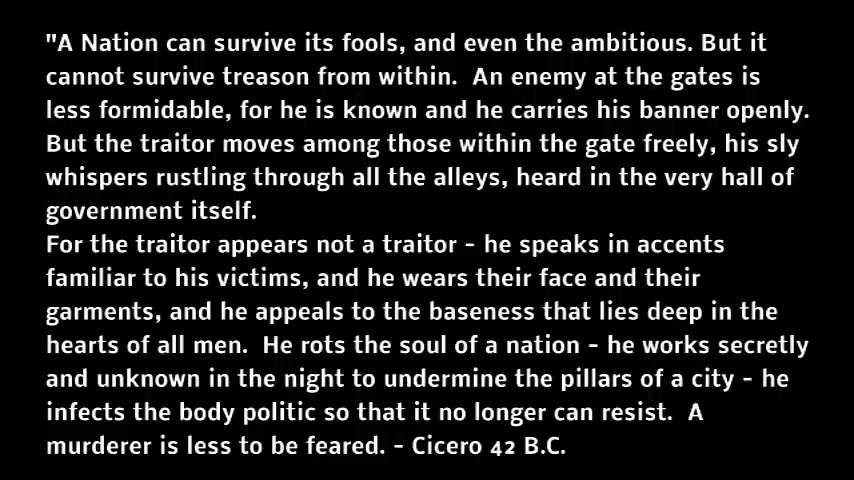 "A Nation can survive its fools, and even the ambitious. But it
cannot survive treason from within.  An enemy at the gates is
less formidable, for he is known and he carries his banner openly.
But the traitor moves among those within the gate freely, his sly
whispers rustling through all the alleys, heard in the very hall of
government itself.
For the traitor appears not a traitor - he speaks in accents
familiar to his victims, and he wears their face and their
garments, and he appeals to the baseness that lies deep in the
hearts of all men.  He rots the soul of a nation - he works secretly
and unknown in the night to undermine the pillars of a city - he
infects the body politic so that it no longer can resist.  A
murderer is less to be feared. - Cicero 42 B.C.